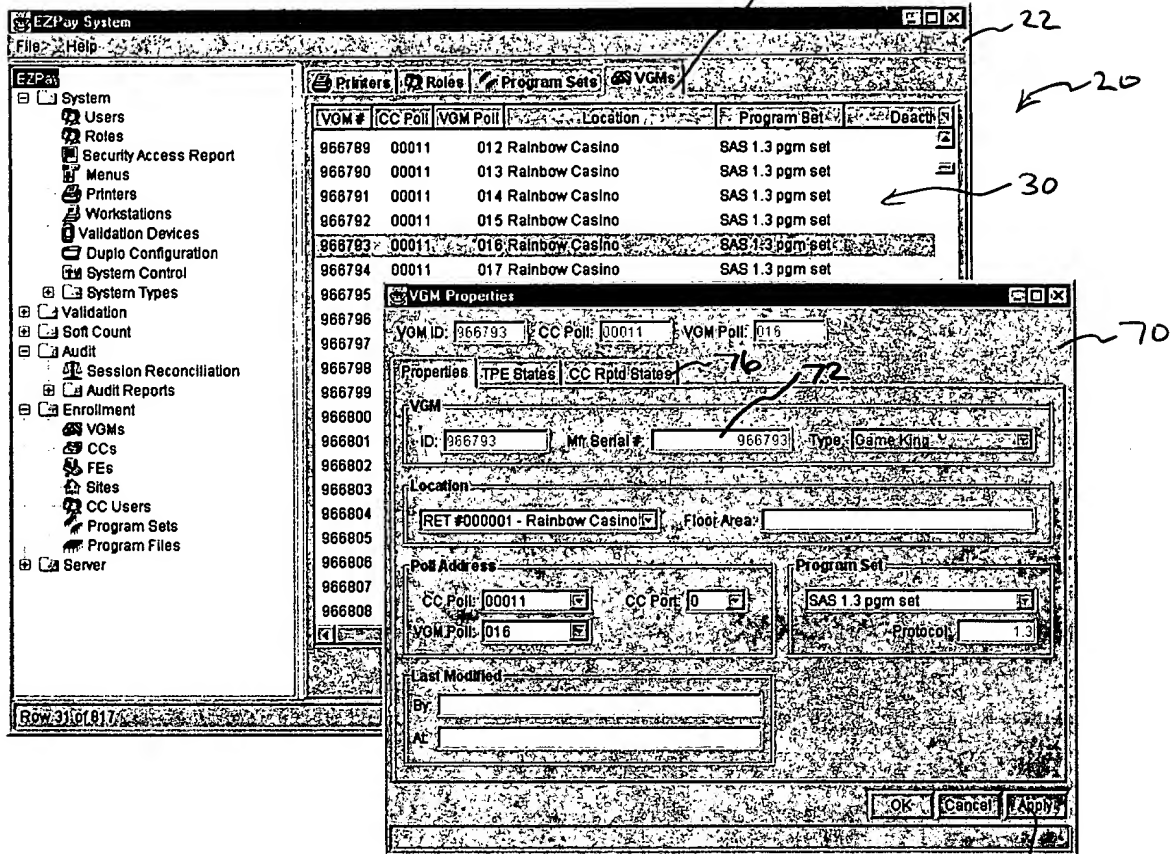 EZPay System
File Help
22
20
EZPay
System
Users
Roles
Security Access Report
Menus
Printers
Workstations
Validation Devices
Duplo Configuration
System Control
System Types
Validation
Soft Count
Audit
Session Reconciliation
Audit Reports
Enrollment
VGMs
CCs
FEs
Sites
CC Users
Program Sets
Program Files
Server
Printers Roles Program Sets VGMs
VGM # CC Poll VGM Poll Location Program Set Deacti
966789 00011 012 Rainbow Casino SAS 1.3 pgm set
966790 00011 013 Rainbow Casino SAS 1.3 pgm set
966791 00011 014 Rainbow Casino SAS 1.3 pgm set
966792 00011 015 Rainbow Casino SAS 1.3 pgm set
966793 00011 016 Rainbow Casino SAS 1.3 pgm set
966794 00011 017 Rainbow Casino SAS 1.3 pgm set
966795
966796
966797
966798
966799
966800
966801
966802
966803
966804
966805
966806
966807
966808
30
Row 31 of 817
VGM Properties
VGM ID: 966793 CC Poll: 00011 VGM Poll: 016
70
Properties TPE States CC Rptd States
76
72
VGM
ID: 966793 Mfr Serial #: 966793 Type: Game King
Location
RET #000001 - Rainbow Casino Floor Area:
Poll Address
CC Poll: 00011 CC Port: 0
VGM Poll: 016
Program Set
SAS 1.3 pgm set
Protocol: 1.3
Last Modified
By:
At:
OK Cancel Apply